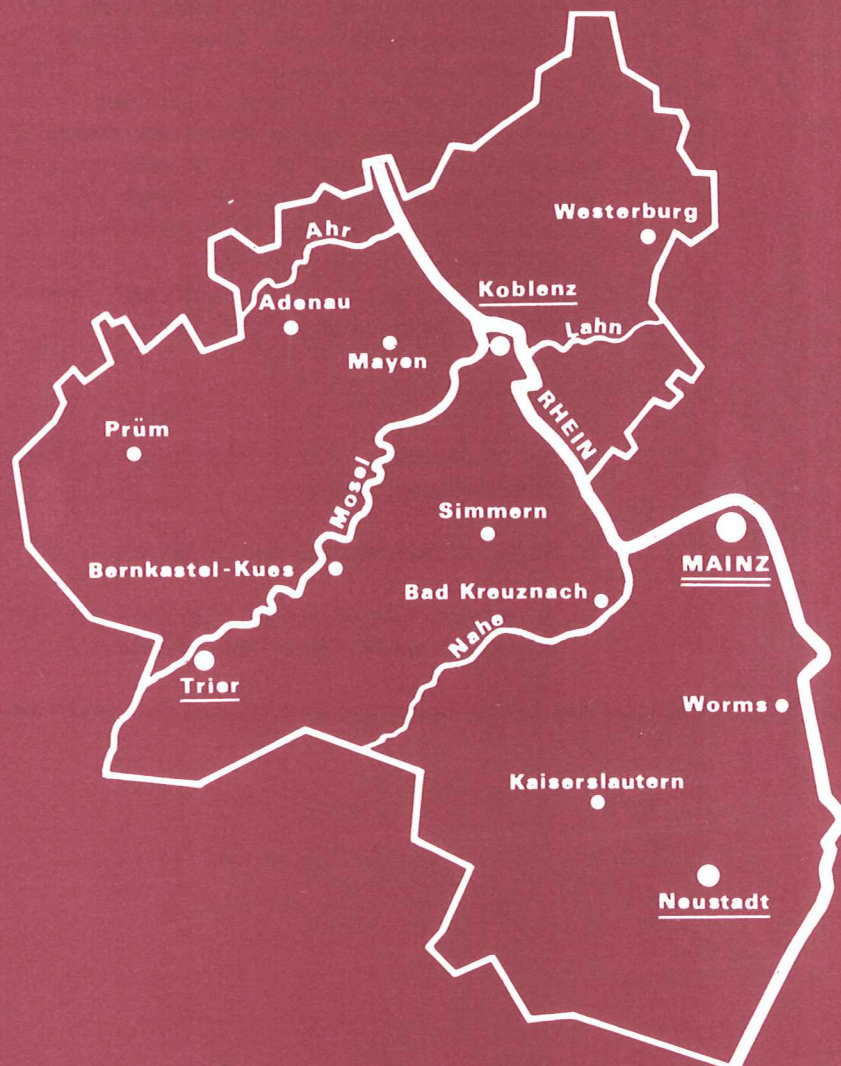 Westerburg
Ahr
Koblenz
Adenau
Lahn
Mayen
RHEIN
Prüm
Mosel
Simmern
MAINZ
Bernkastel-Kues
Bad Kreuznach
Nahe
Trier
Worms
Kaiserslautern
Neustadt